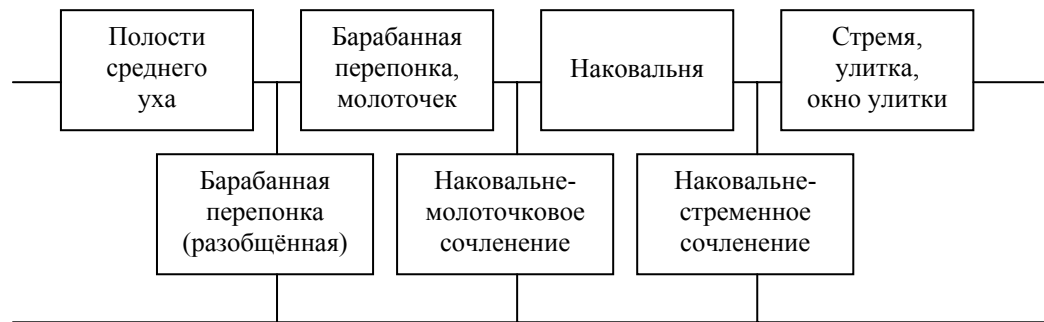 Полости
среднего
уха
Барабанная
перепонка,
молоточек
Наковальня
Стремя,
улитка,
окно улитки
Барабанная
перепонка
(разобщённая)
Наковальне-
молоточковое
сочленение
Наковальне-
стременное
сочленение